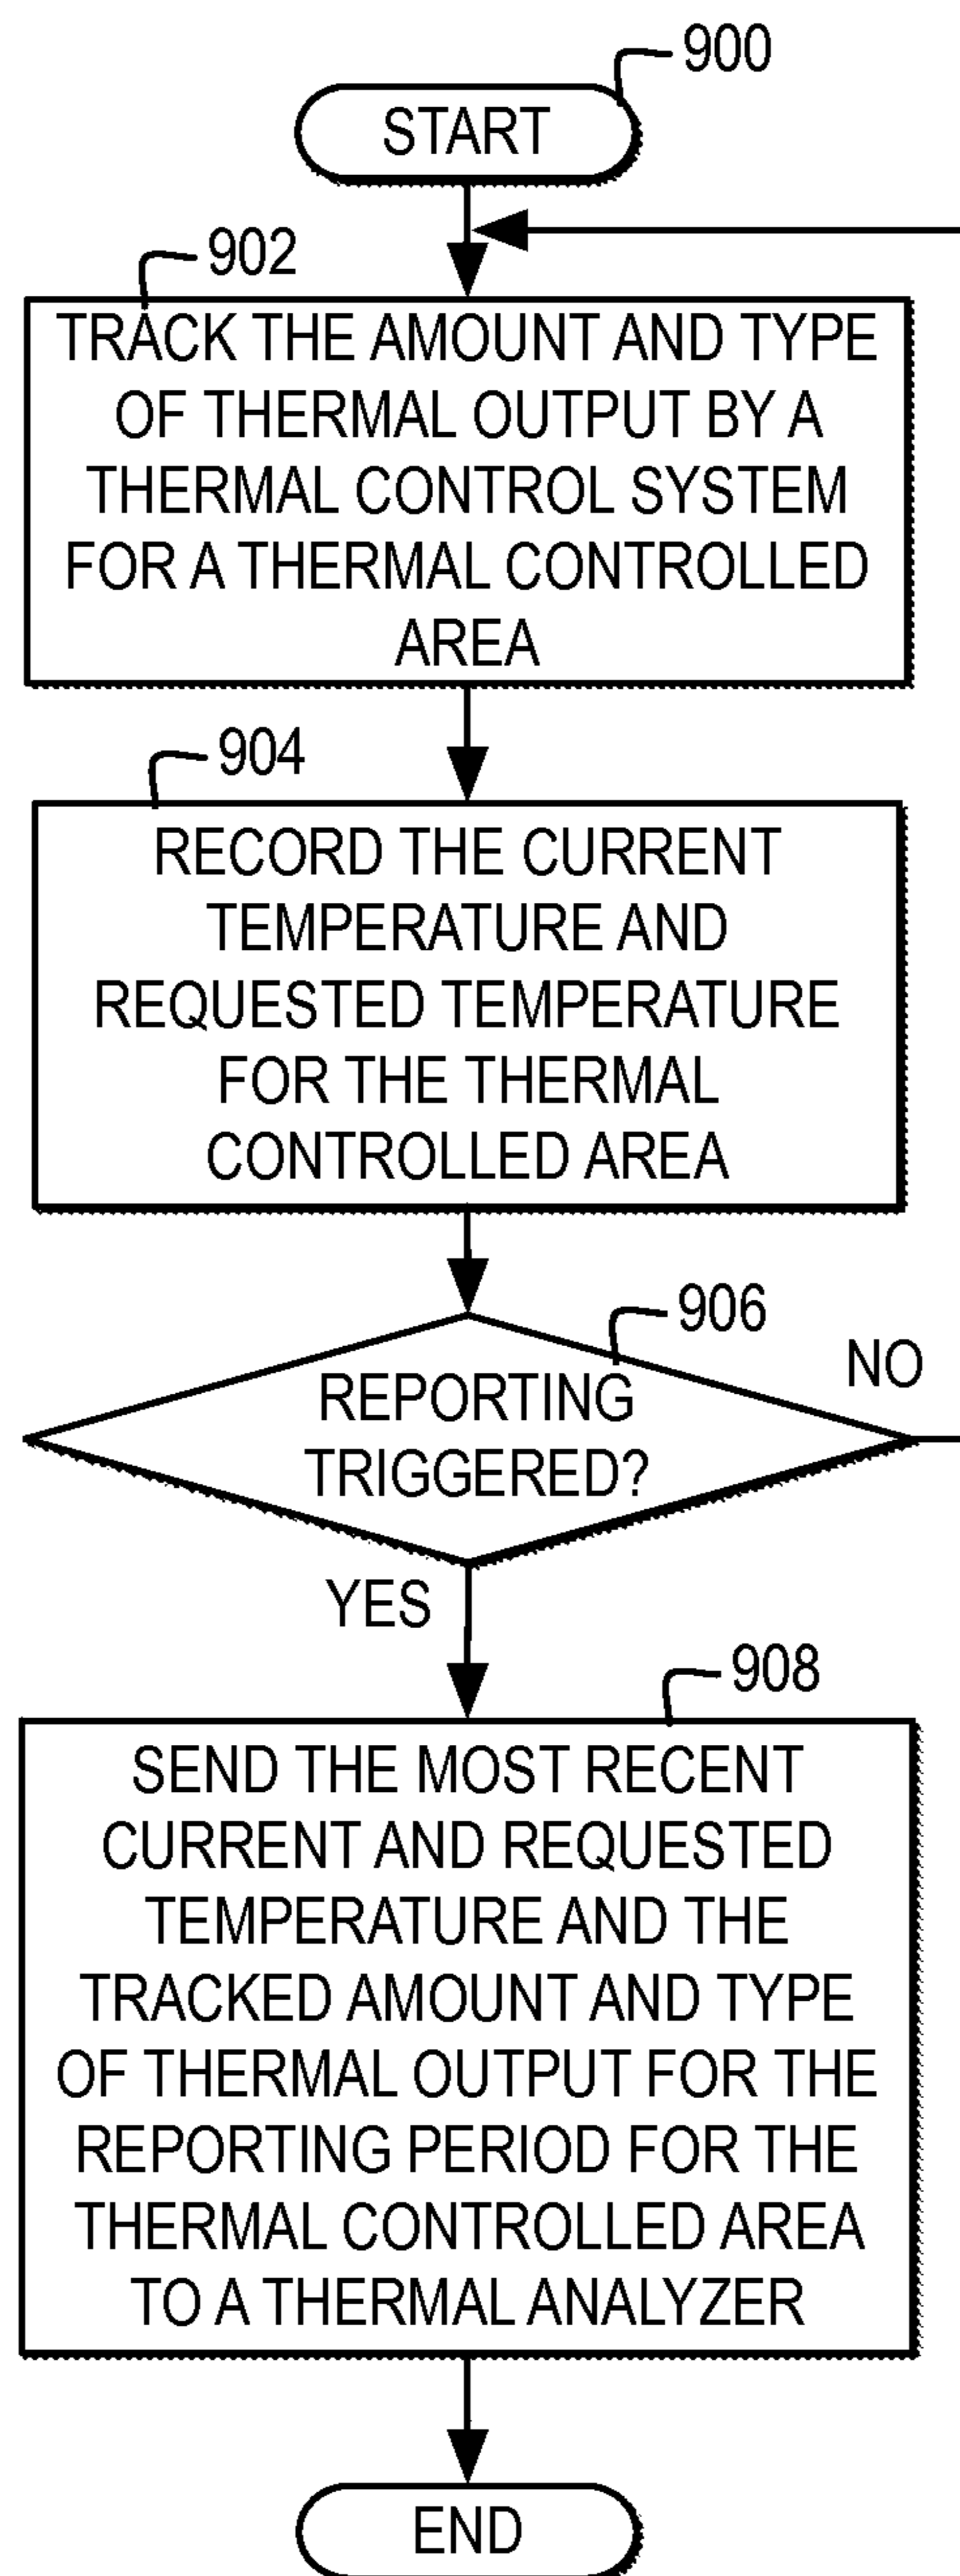 900
START
902
TRACK THE AMOUNT AND TYPE
OF THERMAL OUTPUT BY A
THERMAL CONTROL SYSTEM
FOR A THERMAL CONTROLLED
AREA
904
RECORD THE CURRENT
TEMPERATURE AND
REQUESTED TEMPERATURE
FOR THE THERMAL
CONTROLLED AREA
906
REPORTING
TRIGGERED?
NO
YES
908
SEND THE MOST RECENT
CURRENT AND REQUESTED
TEMPERATURE AND THE
TRACKED AMOUNT AND TYPE
OF THERMAL OUTPUT FOR THE
REPORTING PERIOD FOR THE
THERMAL CONTROLLED AREA
TO A THERMAL ANALYZER
END